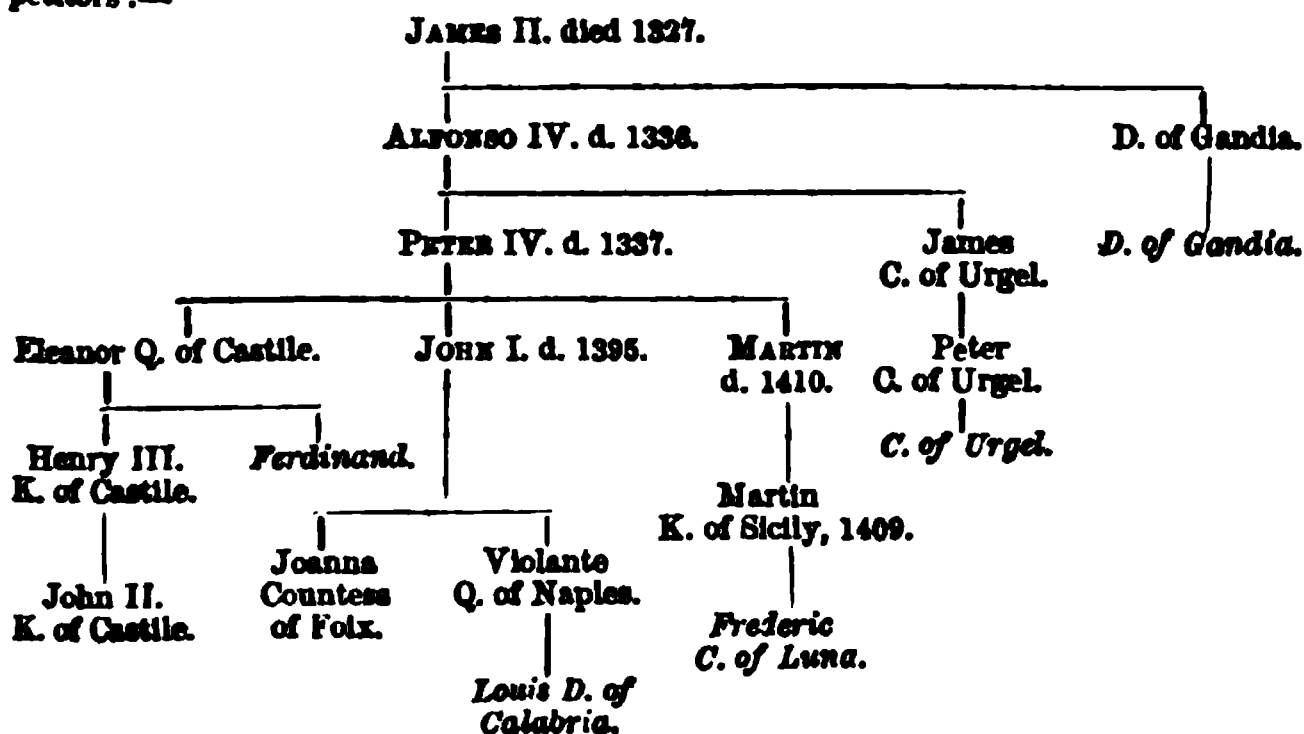 JAMES II. died 1327.
ALFONSO IV. d. 1336. D. of Gandia.
PETER IV. d. 1337. James D. of Gandia.
C. of Urgel.
Eleanor Q. of Castile. JOHN I. d. 1395. MARTIN Peter
d. 1410. C. of Urgel.
Henry III. Ferdinand. C. of Urgel.
K. of Castile.
Martin
K. of Sicily, 1409.
Joanna Violante
John II. Countess Q. of Naples.
K. of Castile. of Foix. Frederic
C. of Luna.
Louis D. of
Calabria.